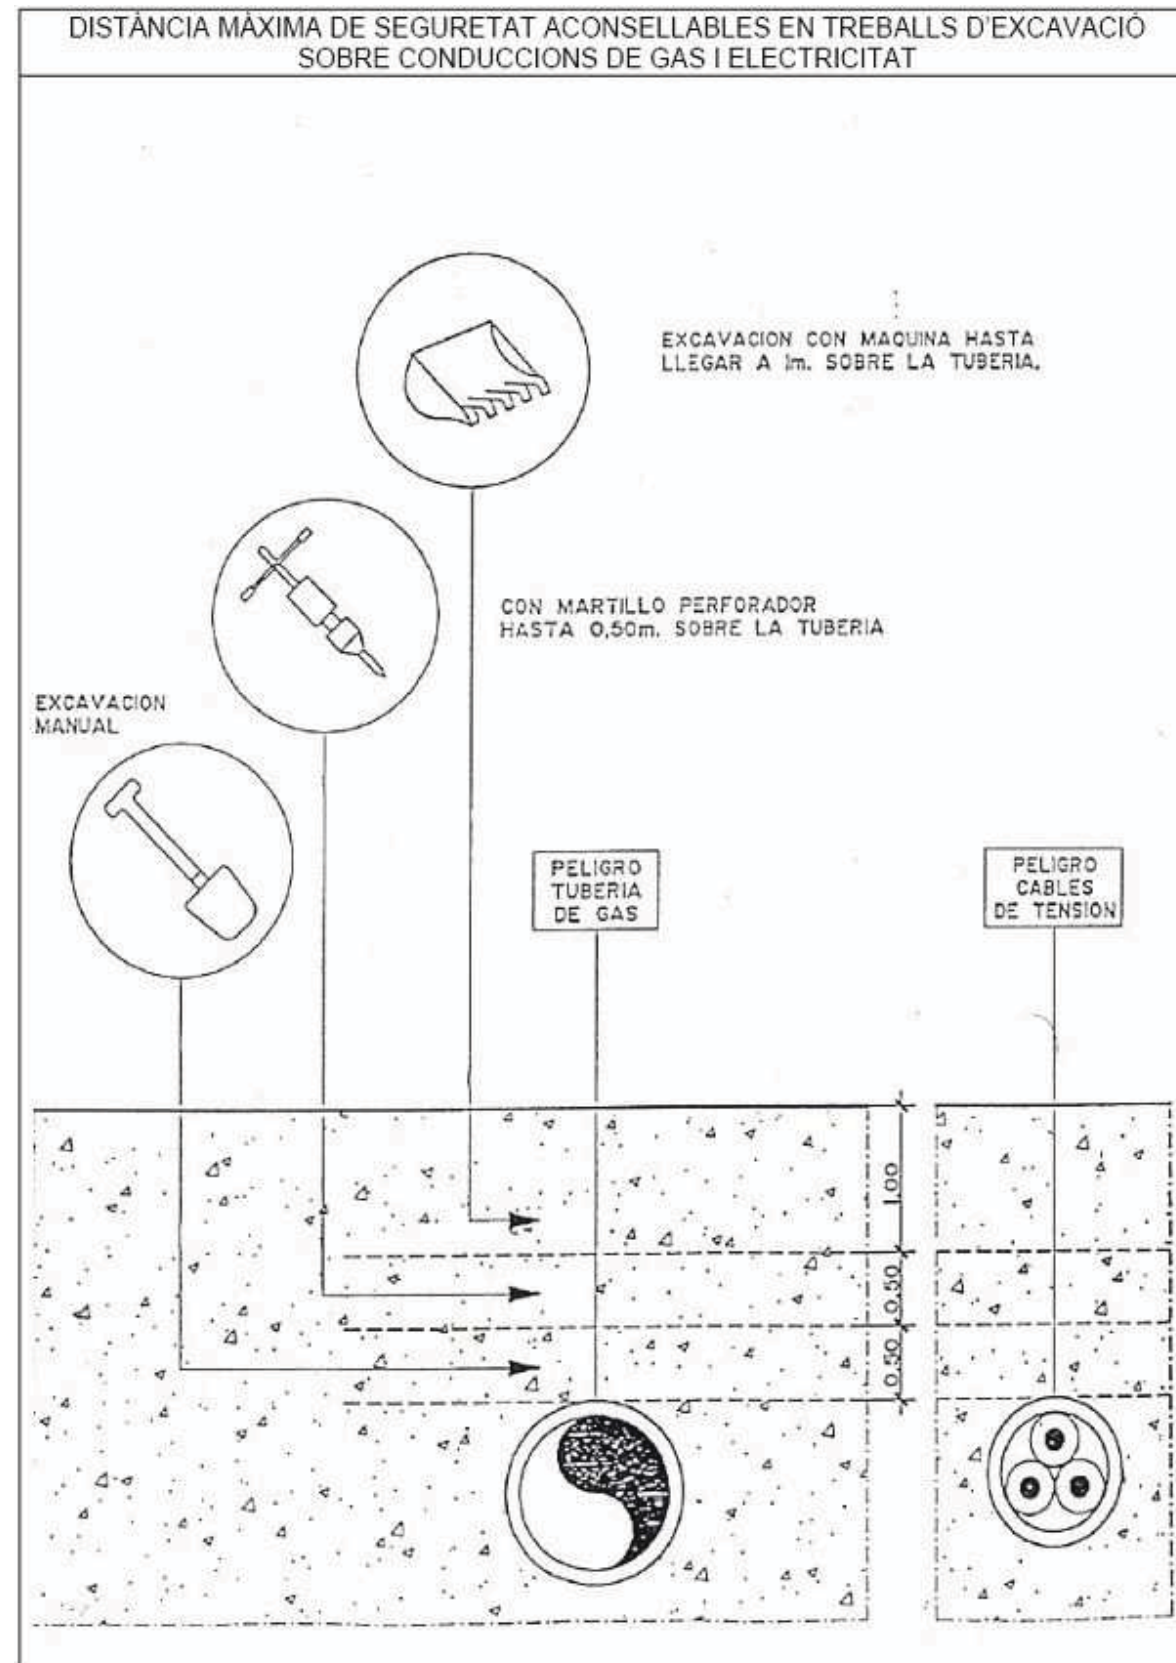 DISTÀNCIA MÀXIMA DE SEGURETAT ACONSELLABLES EN TREBALLS D'EXCAVACIÓ
SOBRE CONDUCCIONS DE GAS I ELECTRICITAT
EXCAVACION CON MAQUINA HASTA
LLEGAR A 1m. SOBRE LA TUBERIA.
CON MARTILLO PERFORADOR
HASTA 0,50m. SOBRE LA TUBERIA
EXCAVACION
MANUAL
PELIGRO
TUBERIA
DE GAS
PELIGRO
CABLES
DE TENSION
1.00
0.50
0.50